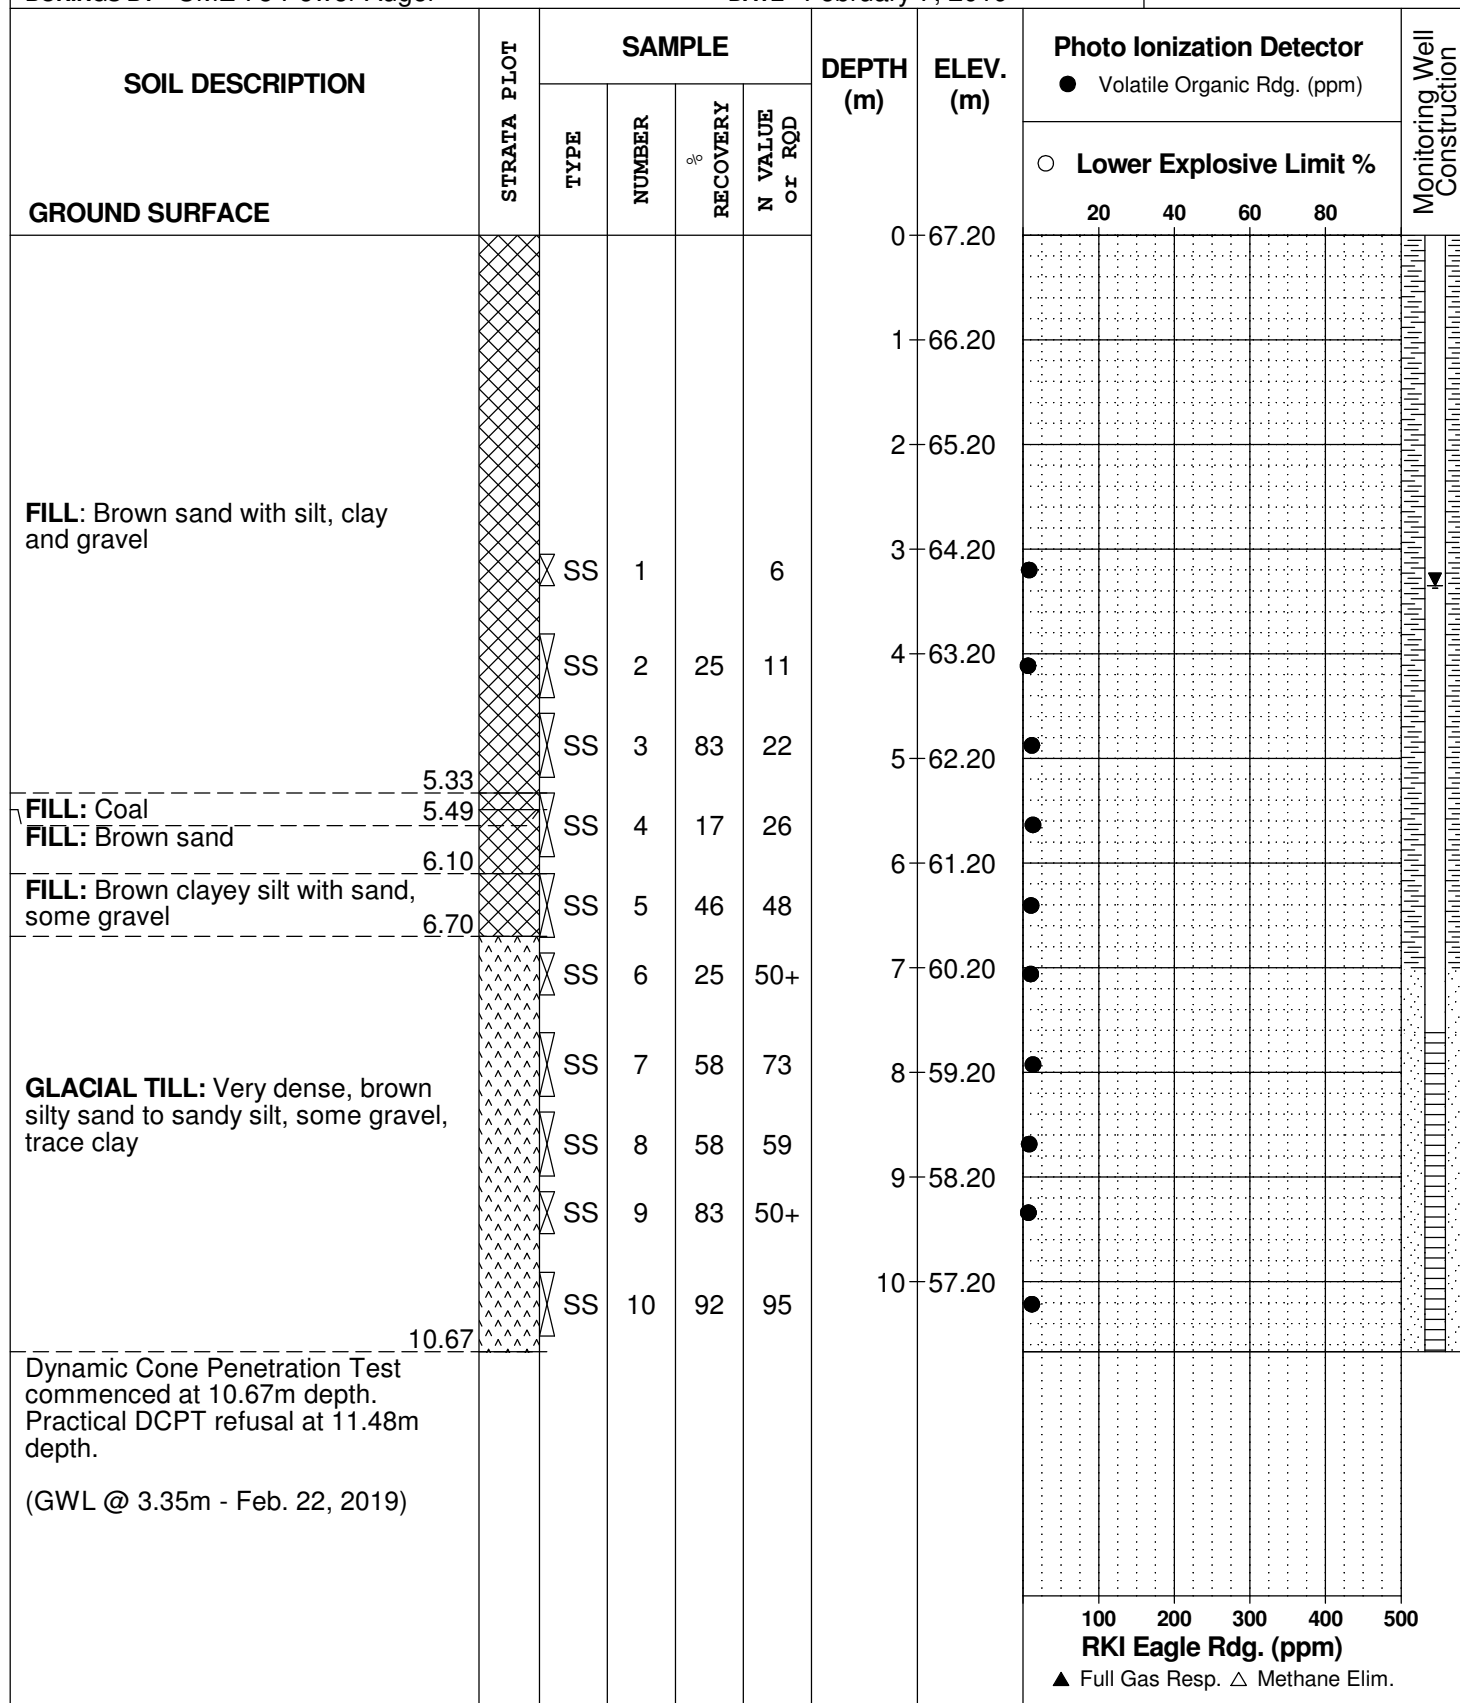 SOIL DESCRIPTION
GROUND SURFACE
STRATA PLOT
SAMPLE
TYPE
NUMBER
% RECOVERY
N VALUE or RQD
DEPTH (m)
ELEV. (m)
Photo Ionization Detector
● Volatile Organic Rdg. (ppm)
○ Lower Explosive Limit %
20 40 60 80
Monitoring Well Construction
0 67.20
1 66.20
2 65.20
FILL: Brown sand with silt, clay
and gravel
3 64.20
SS 1 6
4 63.20
SS 2 25 11
SS 3 83 22
5 62.20
5.33
FILL: Coal 5.49
SS 4 17 26
FILL: Brown sand
6.10
6 61.20
FILL: Brown clayey silt with sand,
some gravel 6.70
SS 5 46 48
SS 6 25 50+
7 60.20
SS 7 58 73
8 59.20
GLACIAL TILL: Very dense, brown
silty sand to sandy silt, some gravel,
trace clay
SS 8 58 59
9 58.20
SS 9 83 50+
10 57.20
SS 10 92 95
10.67
Dynamic Cone Penetration Test
commenced at 10.67m depth.
Practical DCPT refusal at 11.48m
depth.
(GWL @ 3.35m - Feb. 22, 2019)
100 200 300 400 500
RKI Eagle Rdg. (ppm)
▲ Full Gas Resp. △ Methane Elim.